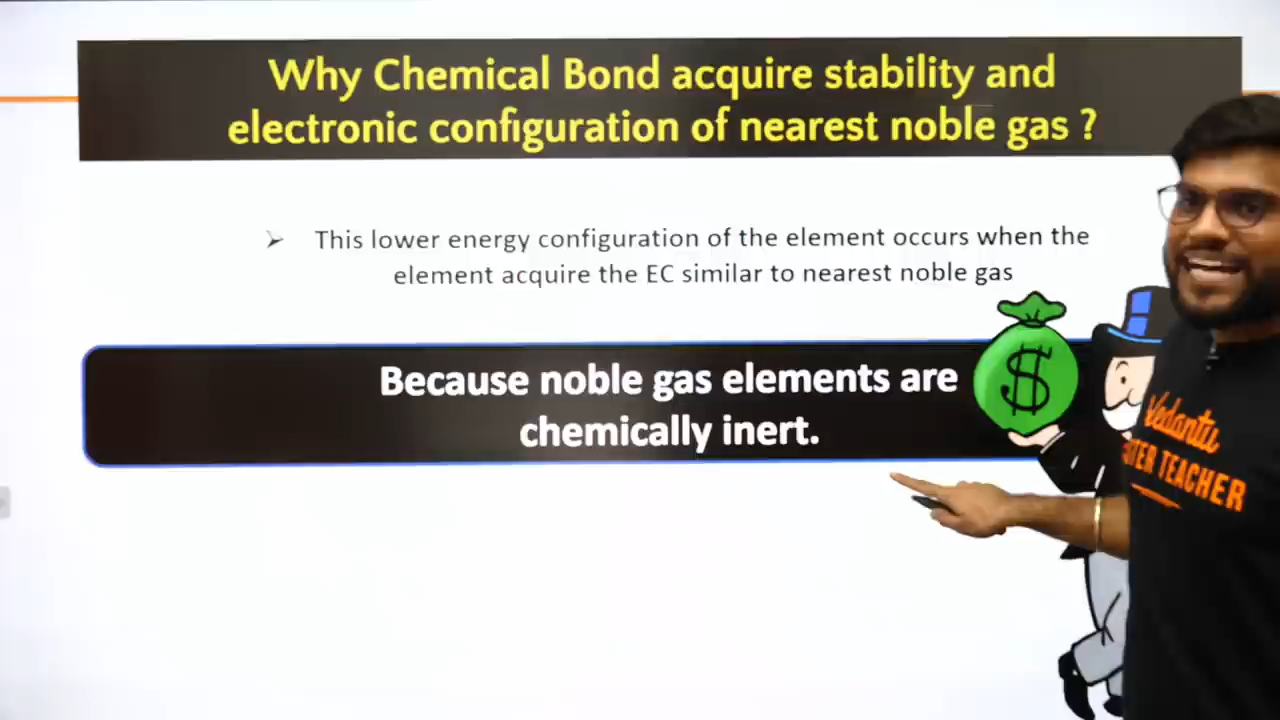 Why Chemical Bond acquire stability and
electronic configuration of nearest noble gas ?
➢ This lower energy configuration of the element occurs when the
element acquire the EC similar to nearest noble gas
Because noble gas elements are
chemically inert.
$
Vedantu
TEACHER